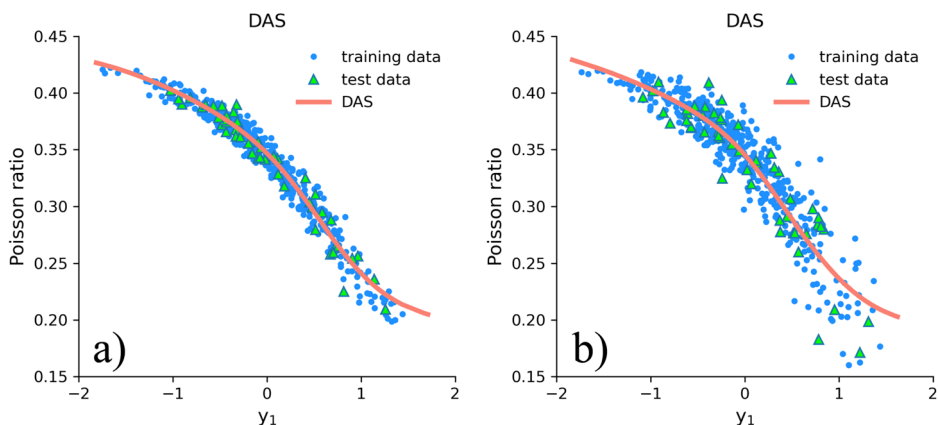 DAS
0.45
0.40
0.35
0.30
0.25
0.20
0.15
Poisson ratio
training data
test data
DAS
a)
-2
-1
0
1
2
y₁
DAS
0.45
0.40
0.35
0.30
0.25
0.20
0.15
Poisson ratio
training data
test data
DAS
b)
-2
-1
0
1
2
y₁